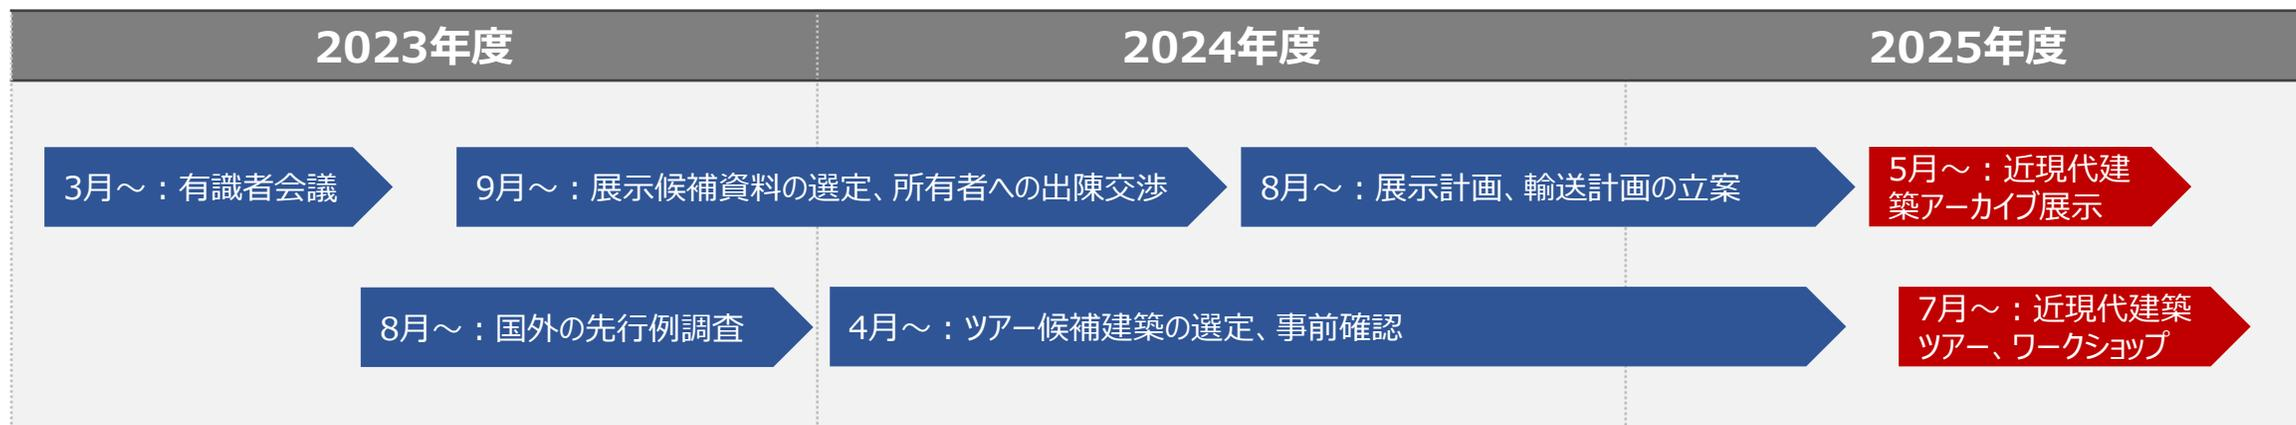 2023年度
2024年度
2025年度
3月～：有識者会議
9月～：展示候補資料の選定、所有者への出陳交渉
8月～：展示計画、輸送計画の立案
5月～：近現代建
築アーカイブ展示
8月～：国外の先行例調査
4月～：ツアー候補建築の選定、事前確認
7月～：近現代建築
ツアー、ワークショップ